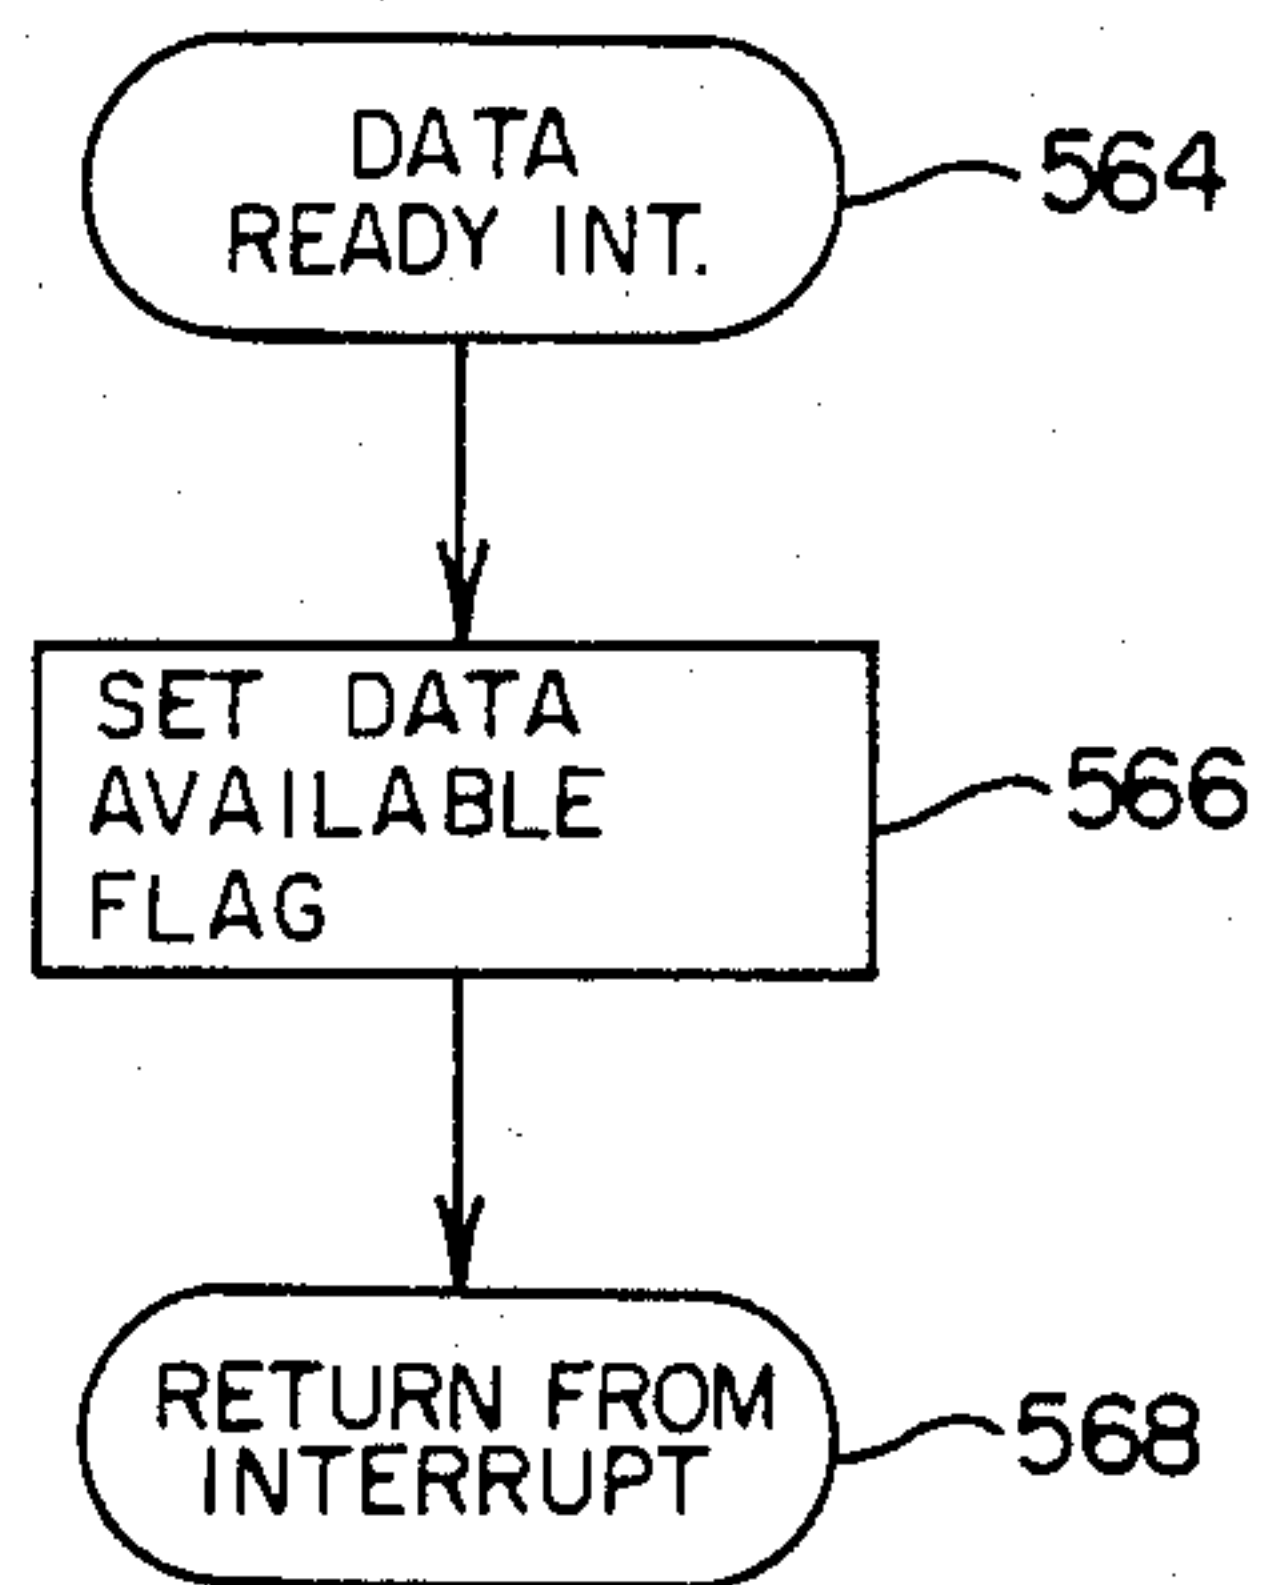 DATA
READY INT.
564
SET DATA
AVAILABLE
FLAG
566
RETURN FROM
INTERRUPT
568